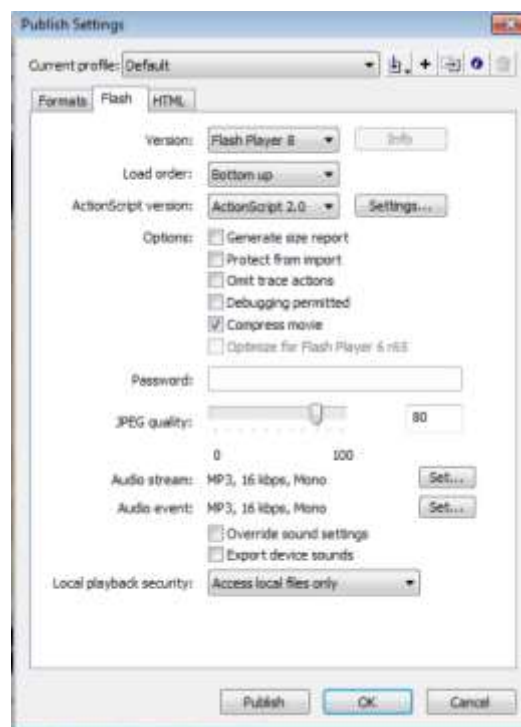 Publish Settings
Current profile: Default
Formats Flash HTML
Version: Flash Player 8 Info
Load order: Bottom up
ActionScript version: ActionScript 2.0 Settings...
Options: Generate size report
Protect from import
Omit trace actions
Debugging permitted
Compress movie
Optimize for Flash Player 6 r65
Password:
JPEG quality: 80
0 100
Audio stream: MP3, 16 kbps, Mono Set...
Audio event: MP3, 16 kbps, Mono Set...
Override sound settings
Export device sounds
Local playback security: Access local files only
Publish OK Cancel